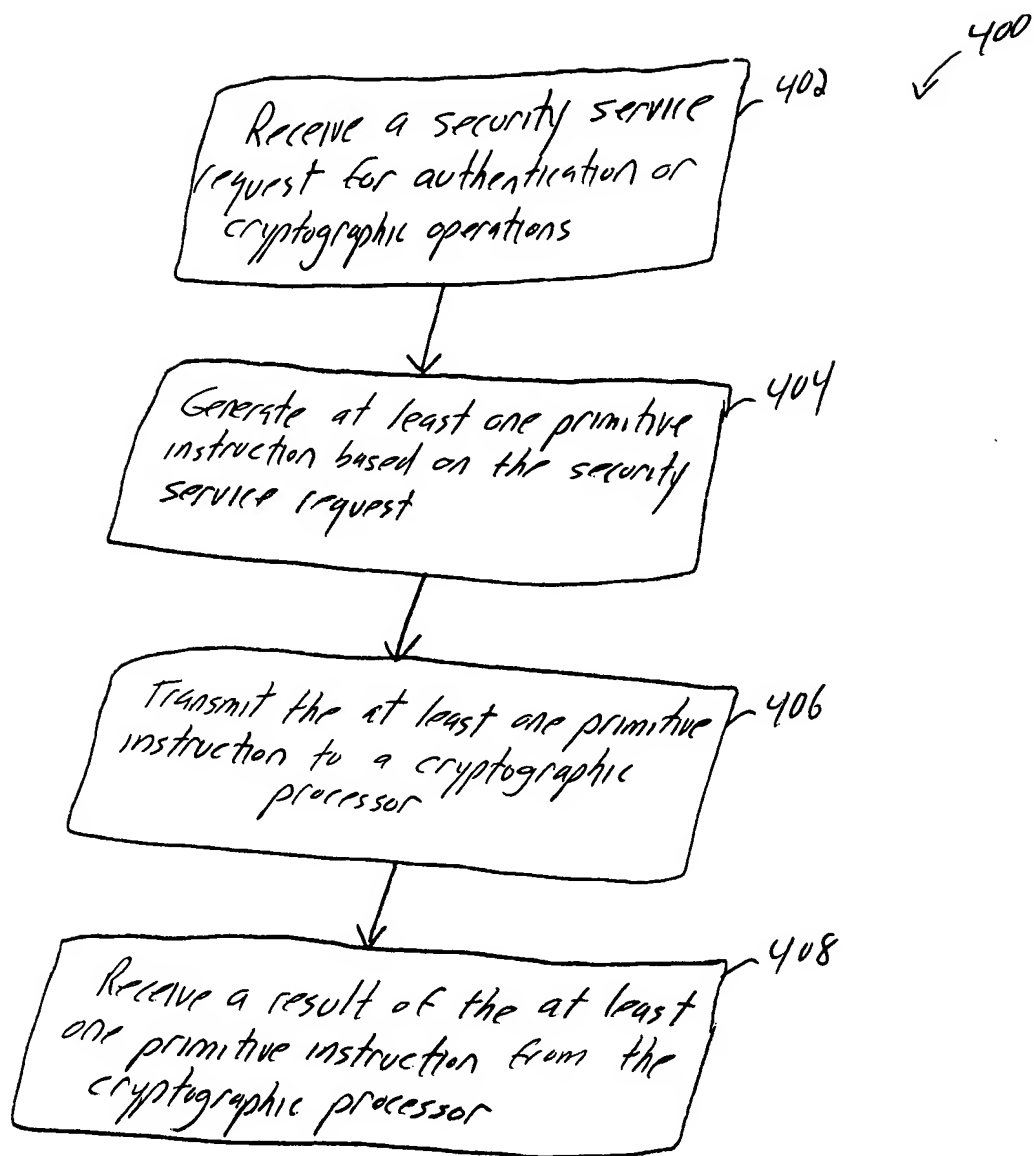 400
402
Receive a security service
request for authentication or
cryptographic operations
404
Generate at least one primitive
instruction based on the security
service request
406
Transmit the at least one primitive
instruction to a cryptographic
processor
408
Receive a result of the at least
one primitive instruction from the
cryptographic processor